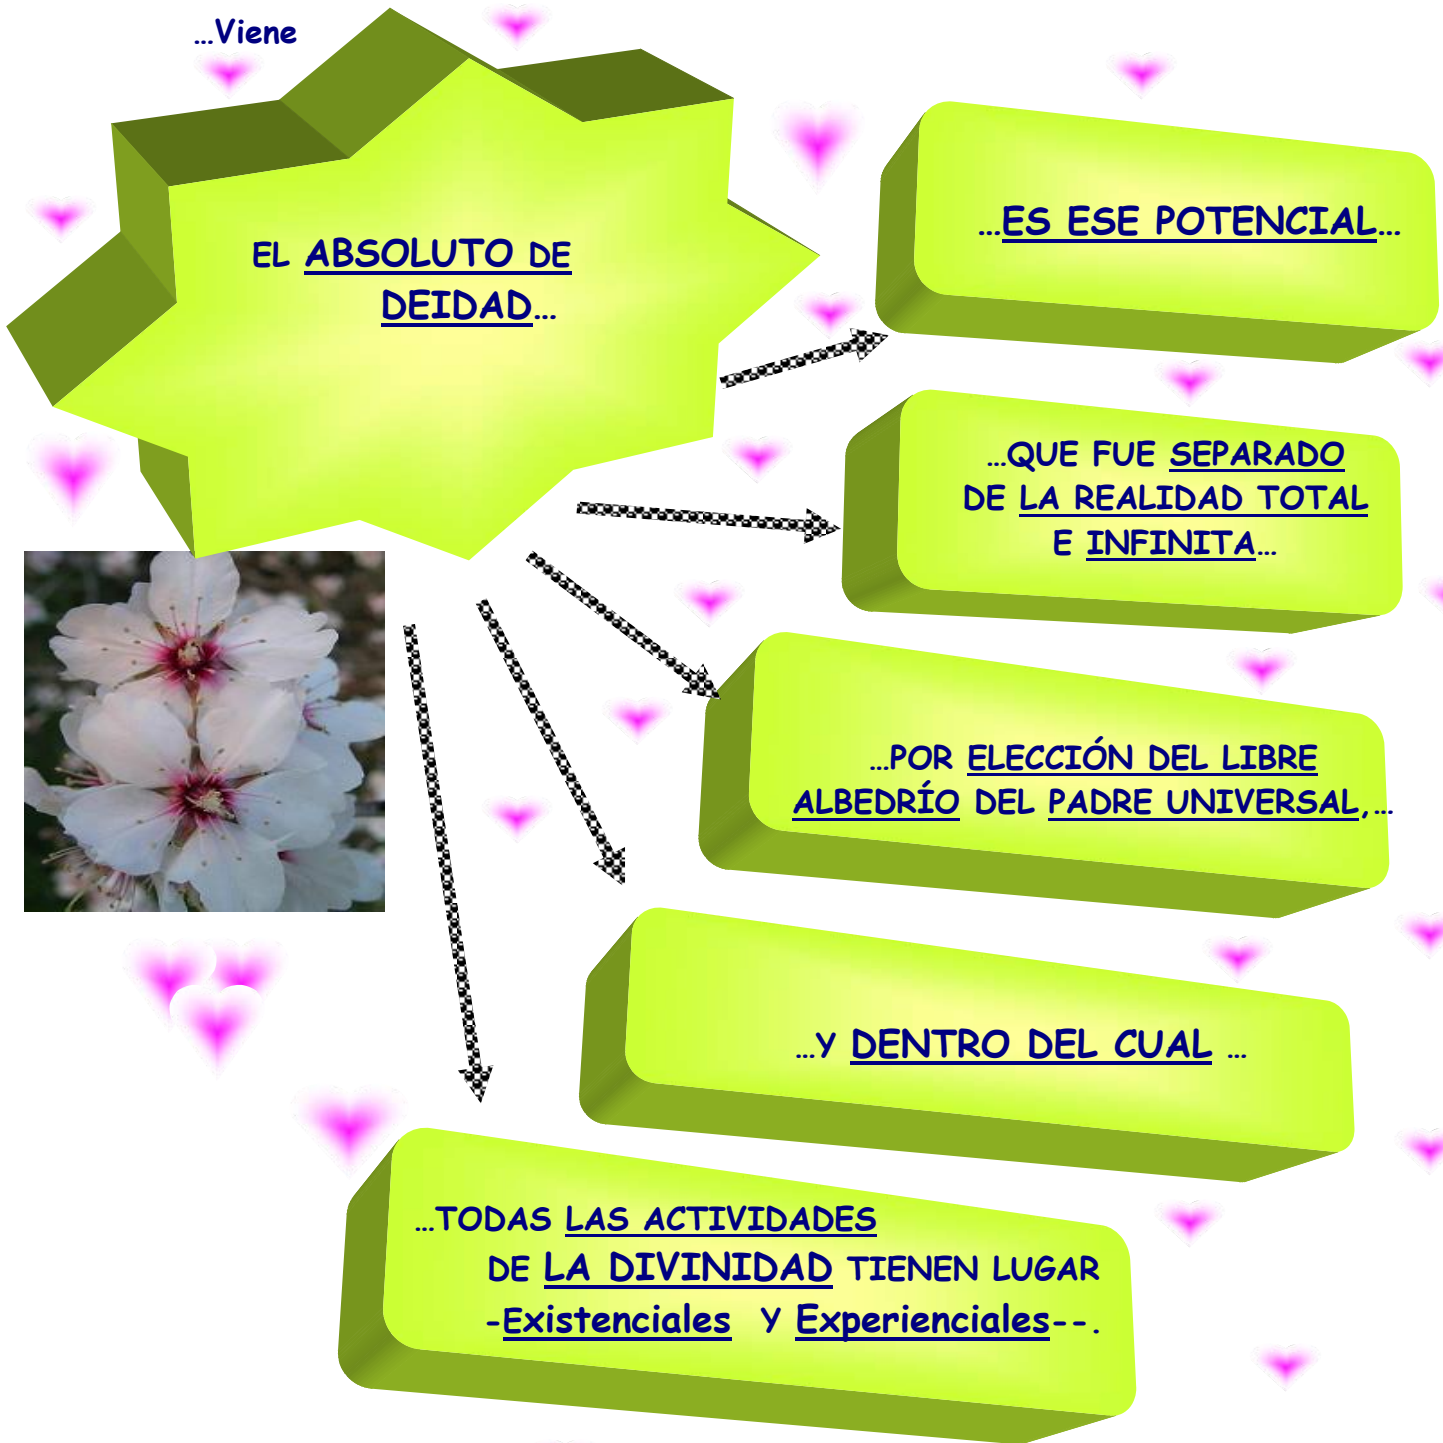 …Viene
EL ABSOLUTO DE
DEIDAD…
…ES ESE POTENCIAL…
…QUE FUE SEPARADO
DE LA REALIDAD TOTAL
E INFINITA…
…POR ELECCIÓN DEL LIBRE
ALBEDRÍO DEL PADRE UNIVERSAL,…
…Y DENTRO DEL CUAL …
…TODAS LAS ACTIVIDADES
DE LA DIVINIDAD TIENEN LUGAR
-Existenciales Y Experienciales--.